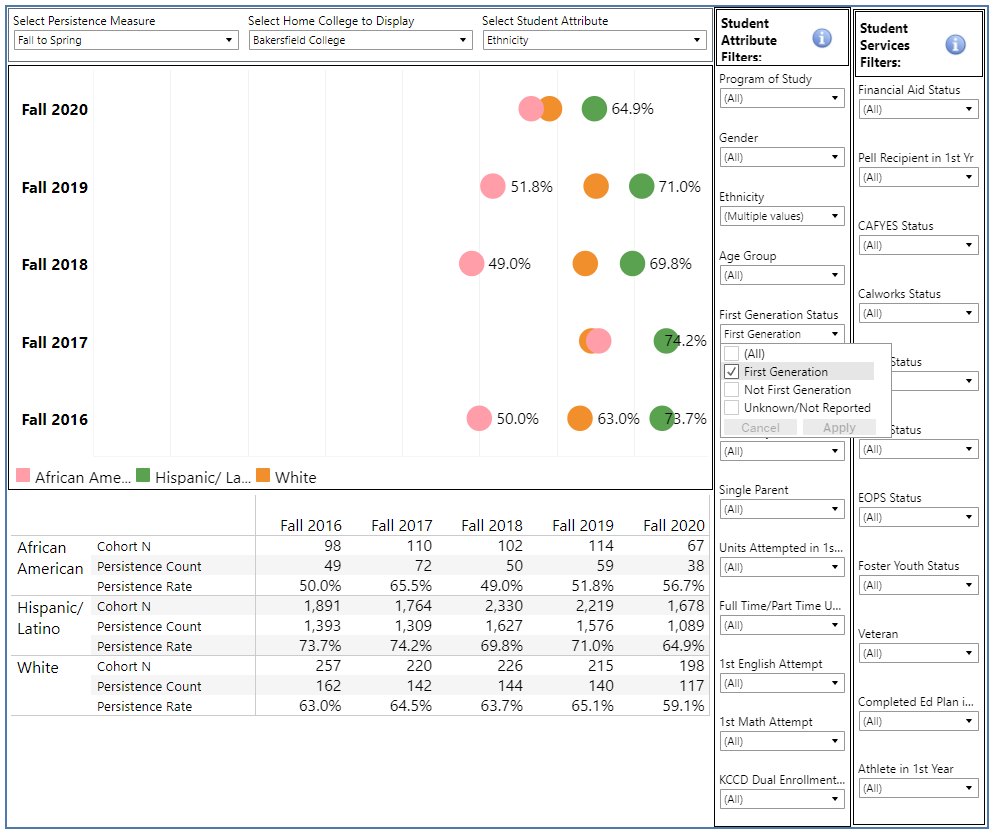 Select Persistence Measure
Fall to Spring
Select Home College to Display
Bakersfield College
Select Student Attribute
Ethnicity
Fall 2020
64.9%
Fall 2019
51.8%
71.0%
Fall 2018
49.0%
69.8%
Fall 2017
74.2%
Fall 2016
50.0%
63.0%
73.7%
African Ame...
Hispanic/ La...
White
Fall 2016 Fall 2017 Fall 2018 Fall 2019 Fall 2020
African American
Cohort N 98 110 102 114 67
Persistence Count 49 72 50 59 38
Persistence Rate 50.0% 65.5% 49.0% 51.8% 56.7%
Hispanic/ Latino
Cohort N 1,891 1,764 2,330 2,219 1,678
Persistence Count 1,393 1,309 1,627 1,576 1,089
Persistence Rate 73.7% 74.2% 69.8% 71.0% 64.9%
White
Cohort N 257 220 226 215 198
Persistence Count 162 142 144 140 117
Persistence Rate 63.0% 64.5% 63.7% 65.1% 59.1%
Student
Attribute
Filters:
Program of Study
(All)
Gender
(All)
Ethnicity
(Multiple values)
Age Group
(All)
First Generation Status
First Generation
(All)
First Generation
Not First Generation
Unknown/Not Reported
Cancel
Apply
(All)
Single Parent
(All)
Units Attempted in 1s...
(All)
Full Time/Part Time U...
(All)
1st English Attempt
(All)
1st Math Attempt
(All)
KCCD Dual Enrollment...
(All)
Student
Services
Filters:
Financial Aid Status
(All)
Pell Recipient in 1st Yr
(All)
CAFYES Status
(All)
Calworks Status
(All)
Status
Status
(All)
EOPS Status
(All)
Foster Youth Status
(All)
Veteran
(All)
Completed Ed Plan i...
(All)
Athlete in 1st Year
(All)